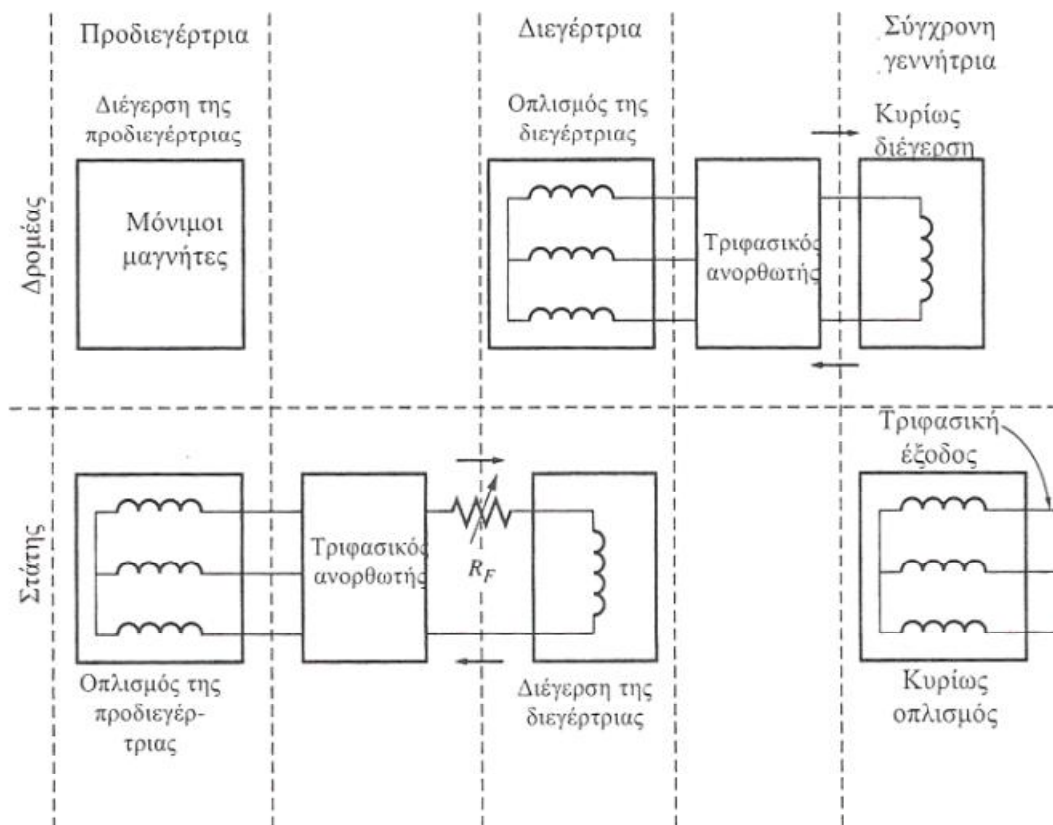 Προδιεγέρτρια
Διεγέρτρια
Σύγχρονη
γεννήτρια
Διέγερση της
προδιεγέρτριας
Οπλισμός της
διεγέρτριας
Κυρίως
διέγερση
Δρομέας
Μόνιμοι
μαγνήτες
Τριφασικός
ανορθωτής
Τριφασική
έξοδος
Στάτης
Τριφασικός
ανορθωτής
R_F
Οπλισμός της
προδιεγέρ-
τριας
Διέγερση της
διεγέρτριας
Κυρίως
οπλισμός